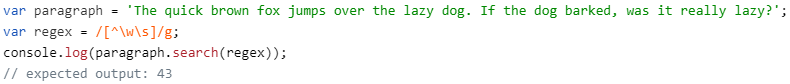 var paragraph = 'The quick brown fox jumps over the lazy dog. If the dog barked, was it really lazy?';
var regex = /[^\w\s]/g;
console.log(paragraph.search(regex));
// expected output: 43